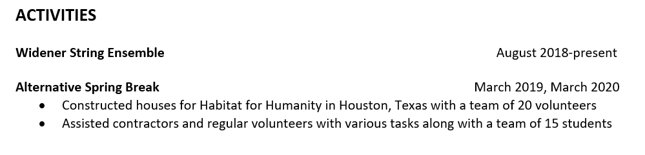 ACTIVITIES
Widener String Ensemble August 2018-present
Alternative Spring Break March 2019, March 2020
• Constructed houses for Habitat for Humanity in Houston, Texas with a team of 20 volunteers
• Assisted contractors and regular volunteers with various tasks along with a team of 15 students